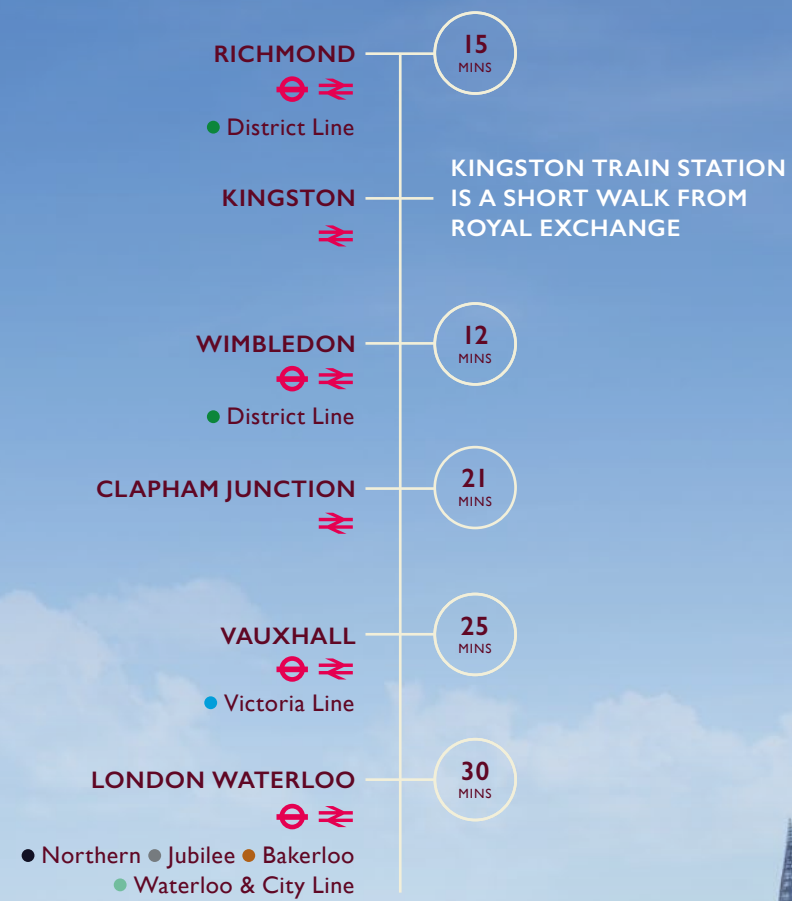 RICHMOND
15
MINS
District Line
KINGSTON
KINGSTON TRAIN STATION
IS A SHORT WALK FROM
ROYAL EXCHANGE
WIMBLEDON
12
MINS
District Line
CLAPHAM JUNCTION
21
MINS
VAUXHALL
25
MINS
Victoria Line
LONDON WATERLOO
30
MINS
Northern Jubilee Bakerloo
Waterloo & City Line